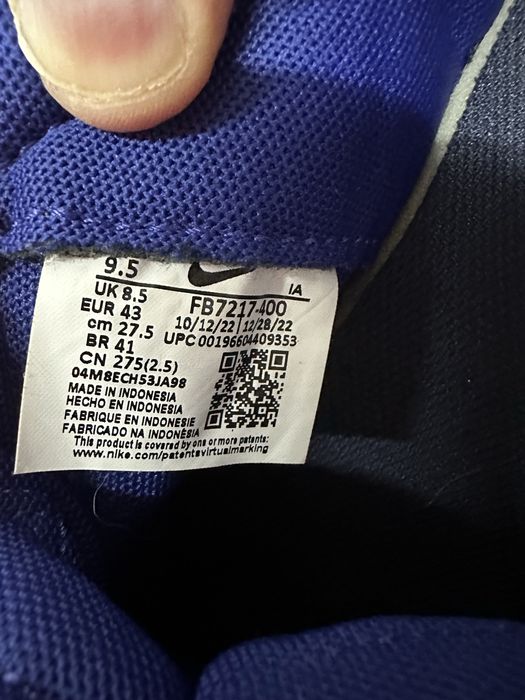 9.5
UK 8.5 IA
EUR 43 FB7217-400
cm 27.5 10/12/22 12/28/22
BR 41 UPC 00196604409353
CN 275(2.5)
04M8ECH53JA98
MADE IN INDONESIA
HECHO EN INDONESIA
FABRIQUE EN INDONESIE
FABRICADO NA INDONÉSIA
This product is covered by one or more patents:
www.nike.com/patentsvirtualmarking